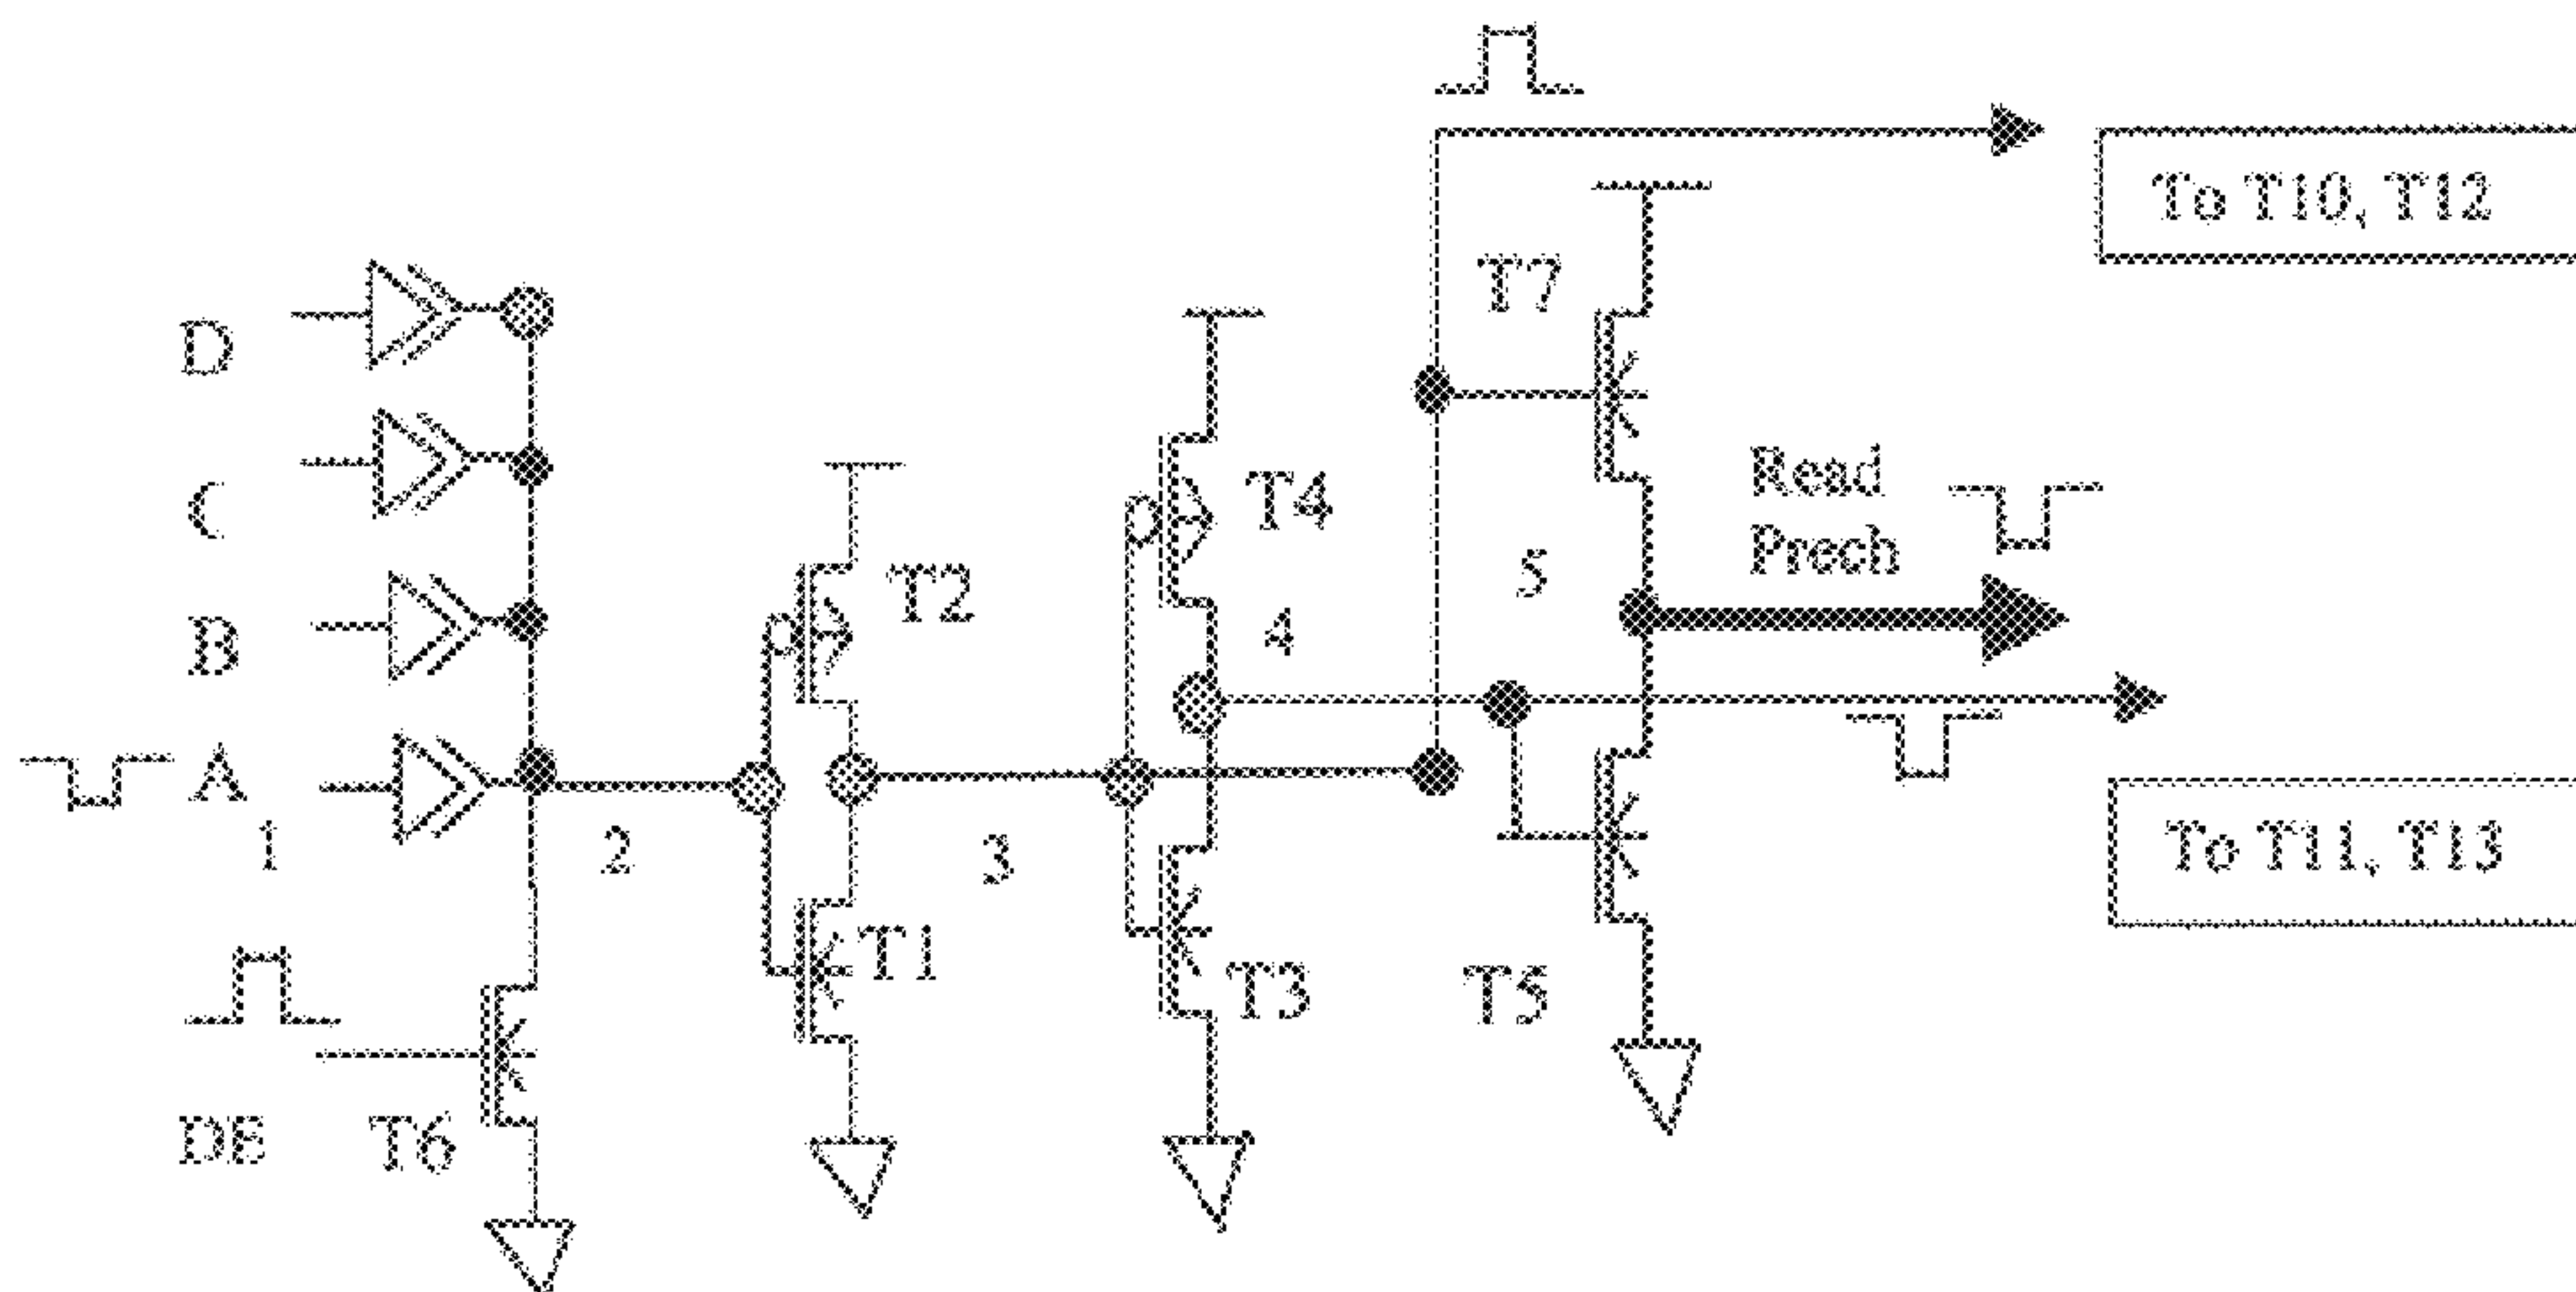 To T10, T12
T7
D
T4
Read
Prech
C
5
T2
4
B
A
1
2
3
To T11, T13
T1
T3
T5
DE
T6